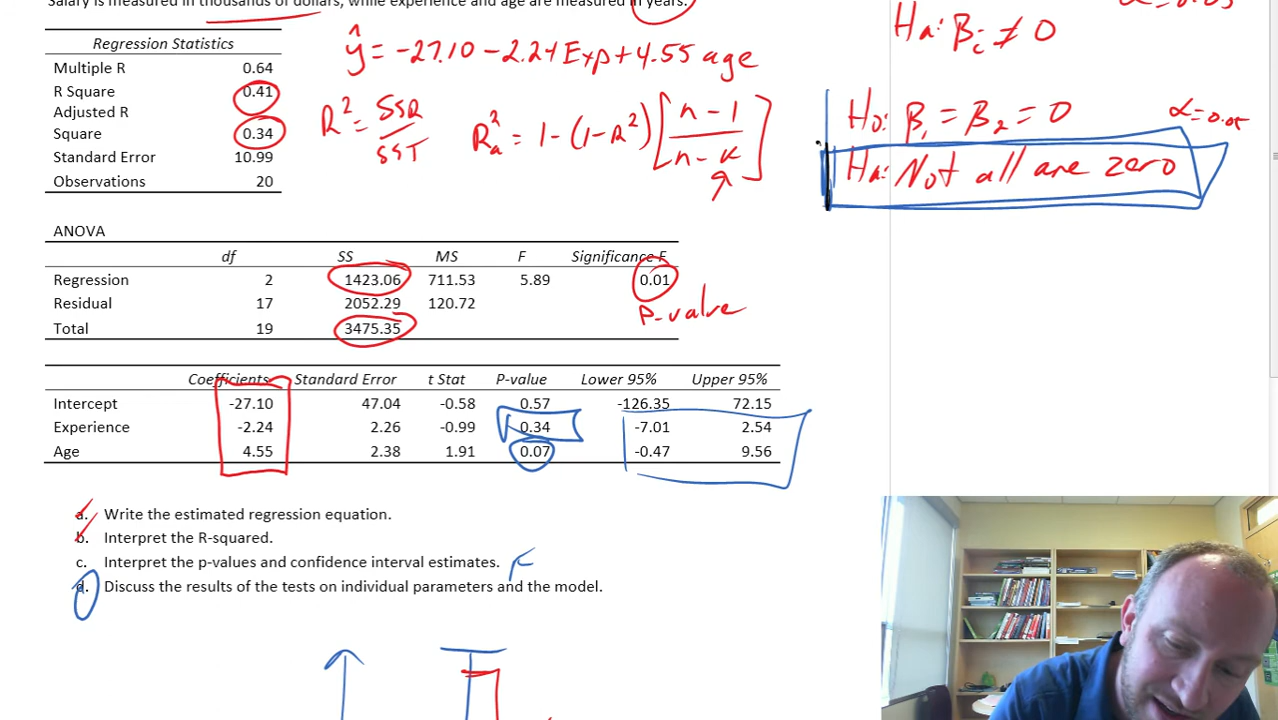 Salary is measured in thousands of dollars, while experience and age are measured in years.
α=0.05
Ha: Bi ≠ 0
Regression Statistics
Multiple R 0.64
R Square 0.41
Adjusted R
Square 0.34
Standard Error 10.99
Observations 20
ŷ = -27.10 - 2.24 Exp + 4.55 age
R² = SSR/SST
R²a = 1 - (1-R²) [n-1/n-k]
H0: B1 = B2 = 0 α=0.05
Ha: Not all are zero
ANOVA
df SS MS F Significance F
Regression 2 1423.06 711.53 5.89 0.01
Residual 17 2052.29 120.72
Total 19 3475.35
P-value
Coefficients Standard Error t Stat P-value Lower 95% Upper 95%
Intercept -27.10 47.04 -0.58 0.57 -126.35 72.15
Experience -2.24 2.26 -0.99 0.34 -7.01 2.54
Age 4.55 2.38 1.91 0.07 -0.47 9.56
a. Write the estimated regression equation.
b. Interpret the R-squared.
c. Interpret the p-values and confidence interval estimates.
d. Discuss the results of the tests on individual parameters and the model.